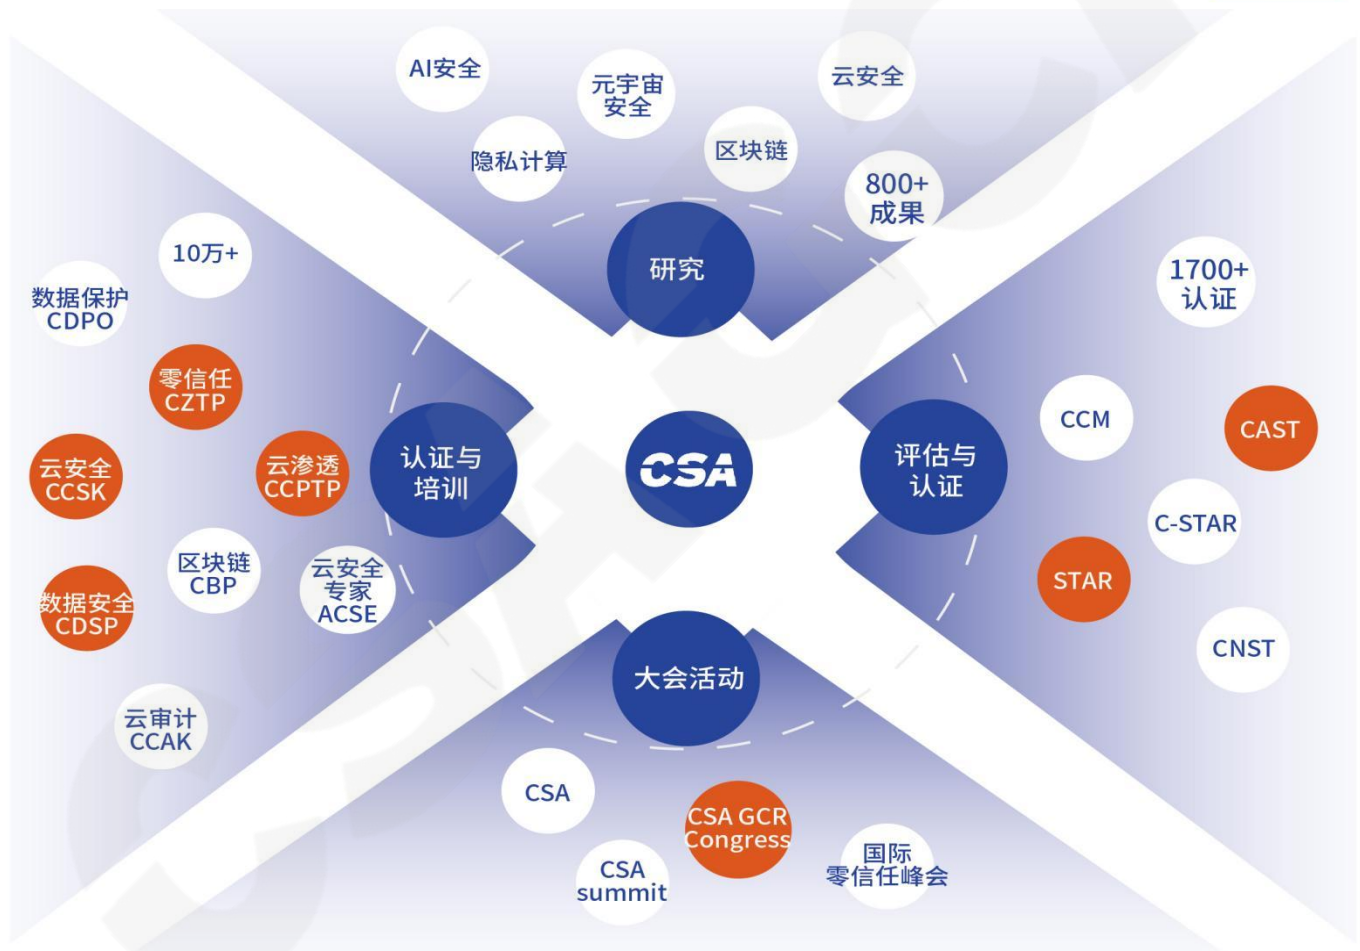 AI安全
元宇宙
安全
云安全
隐私计算
区块链
800+
成果
研究
10万+
数据保护
CDPO
零信任
CZTP
云安全
CCSK
云渗透
CCPTP
认证与
培训
区块链
CBP
云安全
专家
ACSE
数据安全
CDSP
云审计
CCAK
CSA
评估与
认证
1700+
认证
CCM
CAST
C-STAR
STAR
CNST
大会活动
CSA
CSA GCR
Congress
CSA
summit
国际
零信任峰会